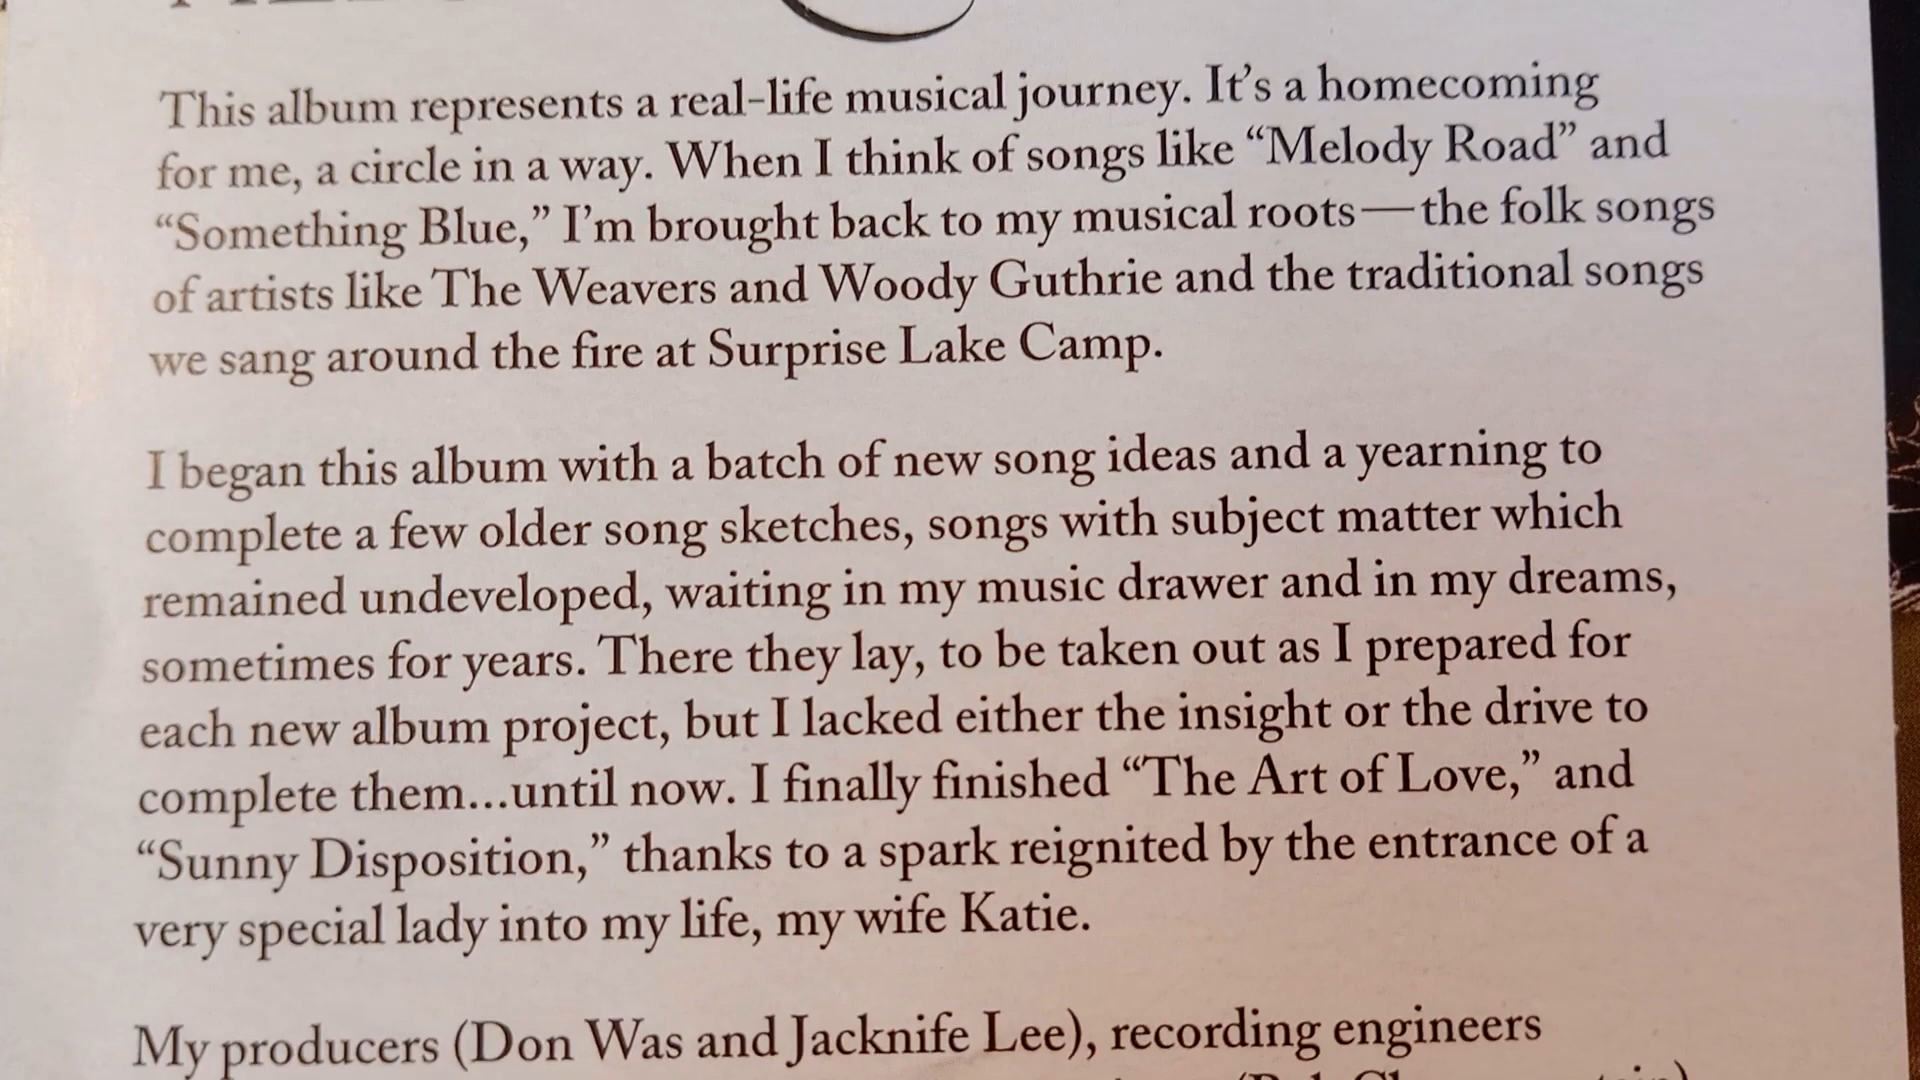 This album represents a real-life musical journey. It’s a homecoming
for me, a circle in a way. When I think of songs like “Melody Road” and
“Something Blue,” I’m brought back to my musical roots—the folk songs
of artists like The Weavers and Woody Guthrie and the traditional songs
we sang around the fire at Surprise Lake Camp.
I began this album with a batch of new song ideas and a yearning to
complete a few older song sketches, songs with subject matter which
remained undeveloped, waiting in my music drawer and in my dreams,
sometimes for years. There they lay, to be taken out as I prepared for
each new album project, but I lacked either the insight or the drive to
complete them...until now. I finally finished “The Art of Love,” and
“Sunny Disposition,” thanks to a spark reignited by the entrance of a
very special lady into my life, my wife Katie.
My producers (Don Was and Jacknife Lee), recording engineers